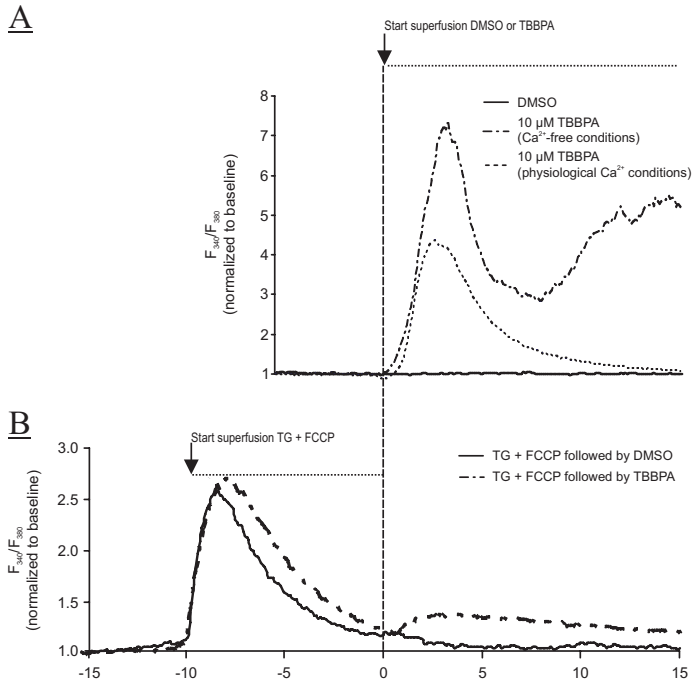 A
Start superfusion DMSO or TBBPA
DMSO
10 µM TBBPA
(Ca²⁺-free conditions)
10 µM TBBPA
(physiological Ca²⁺ conditions)
F₃₄₀/F₃₈₀
(normalized to baseline)
8
7
6
5
4
3
2
1
B
Start superfusion TG + FCCP
TG + FCCP followed by DMSO
TG + FCCP followed by TBBPA
F₃₄₀/F₃₈₀
(normalized to baseline)
3.0
2.5
2.0
1.5
1.0
-15 -10 -5 0 5 10 15